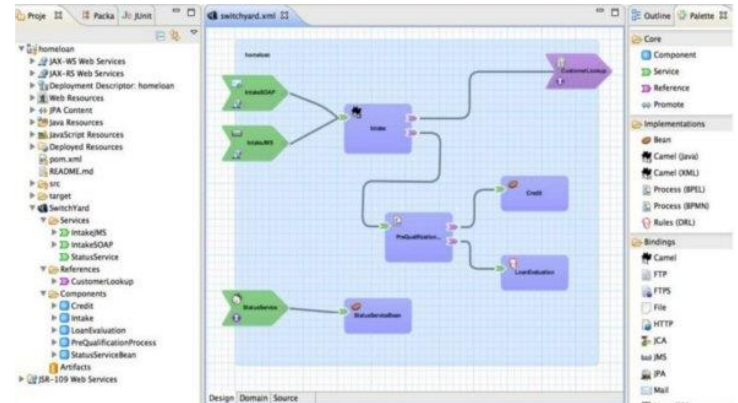 Proje
Packa
JUnit
homeloan
JAX-WS Web Services
JAX-RS Web Services
Deployment Descriptor: homeloan
Web Resources
JPA Content
Java Resources
JavaScript Resources
Deployed Resources
pom.xml
README.md
src
target
SwitchYard
Services
IntakeJMS
IntakeSOAP
StatusService
References
CustomerLookup
Components
Credit
Intake
LoanEvaluation
PreQualificationProcess
StatusServiceBean
Artifacts
JSR-109 Web Services
switchyard.xml
homeloan
IntakeSOAP
IntakeJMS
Intake
CustomerLookup
PreQualification...
Credit
LoanEvaluation
StatusService
StatusServiceBean
Design Domain Source
Outline
Palette
Core
Component
Service
Reference
Promote
Implementations
Bean
Camel (Java)
Camel (XML)
Process (BPEL)
Process (BPMN)
Rules (DRL)
Bindings
Camel
FTP
FTPS
File
HTTP
JCA
JMS
JPA
Mail